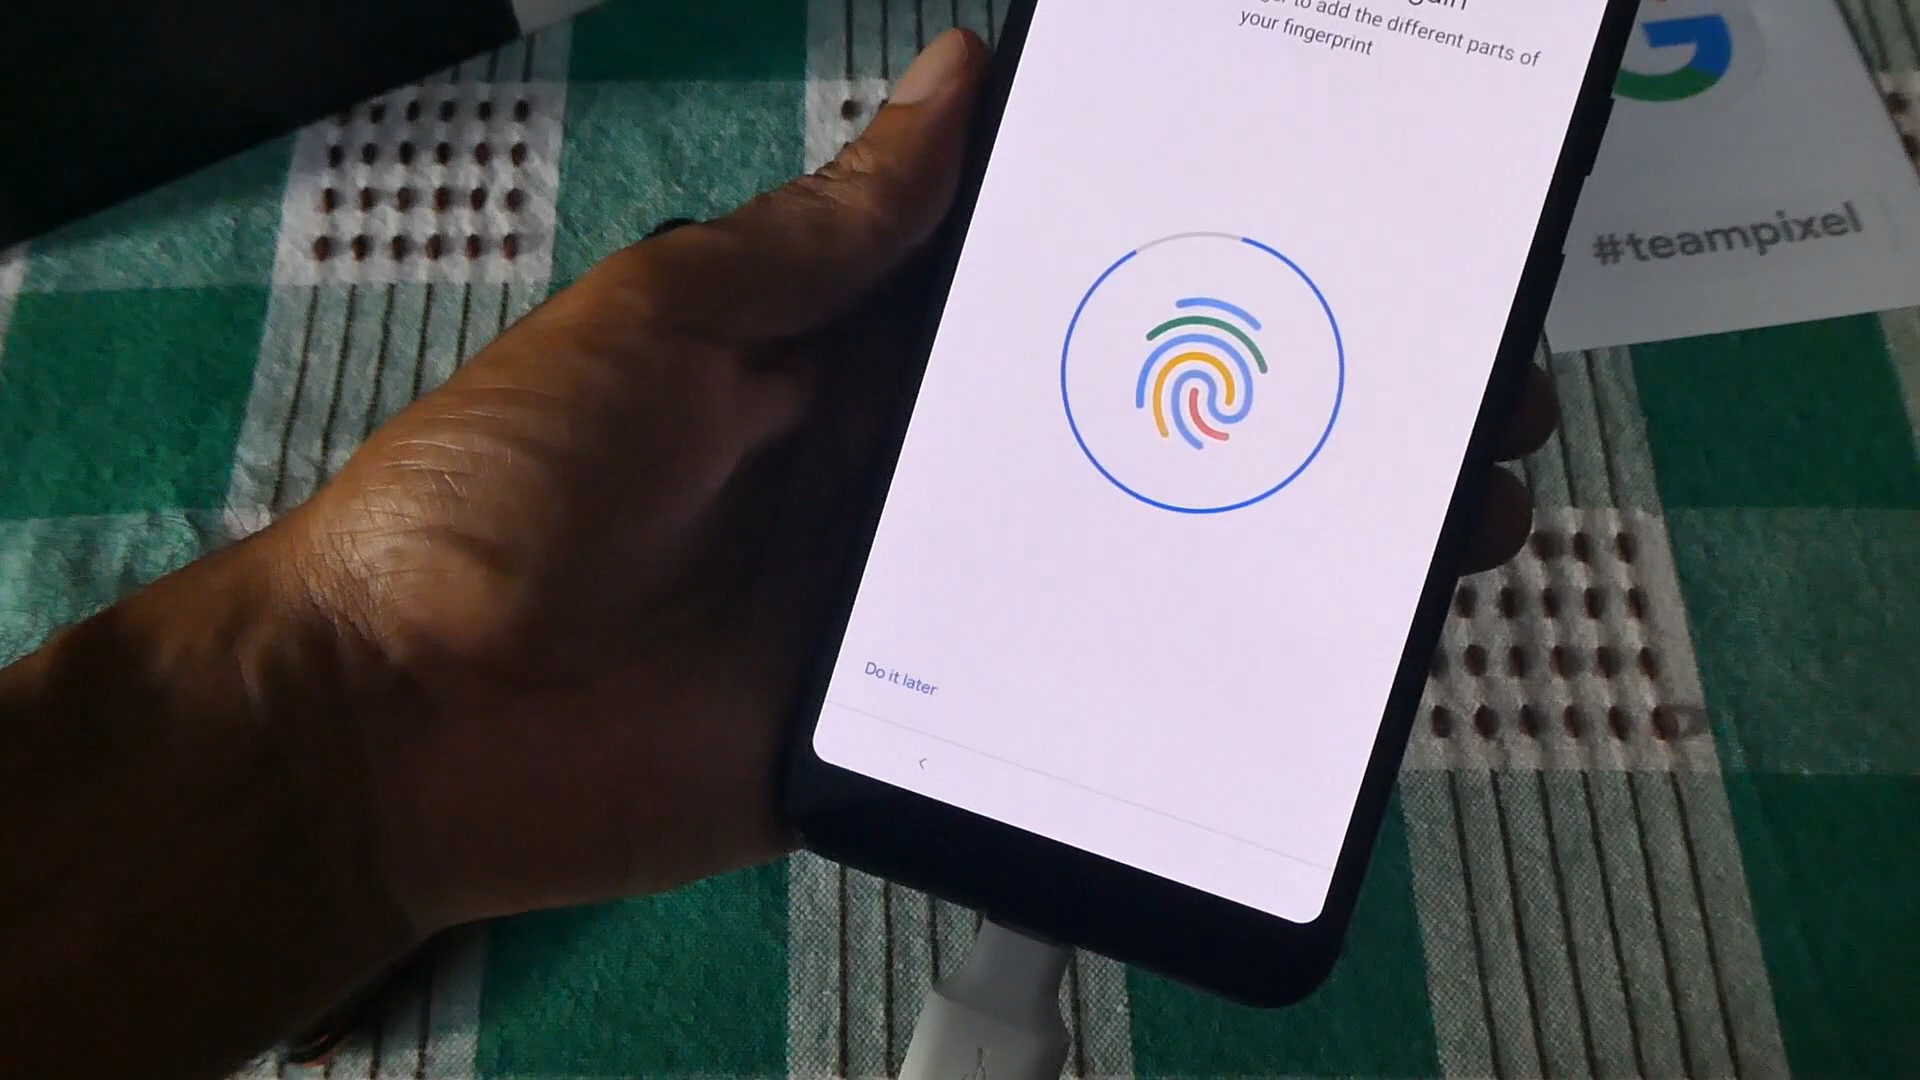 to add the different parts of
your fingerprint
#teampixel
Do it later